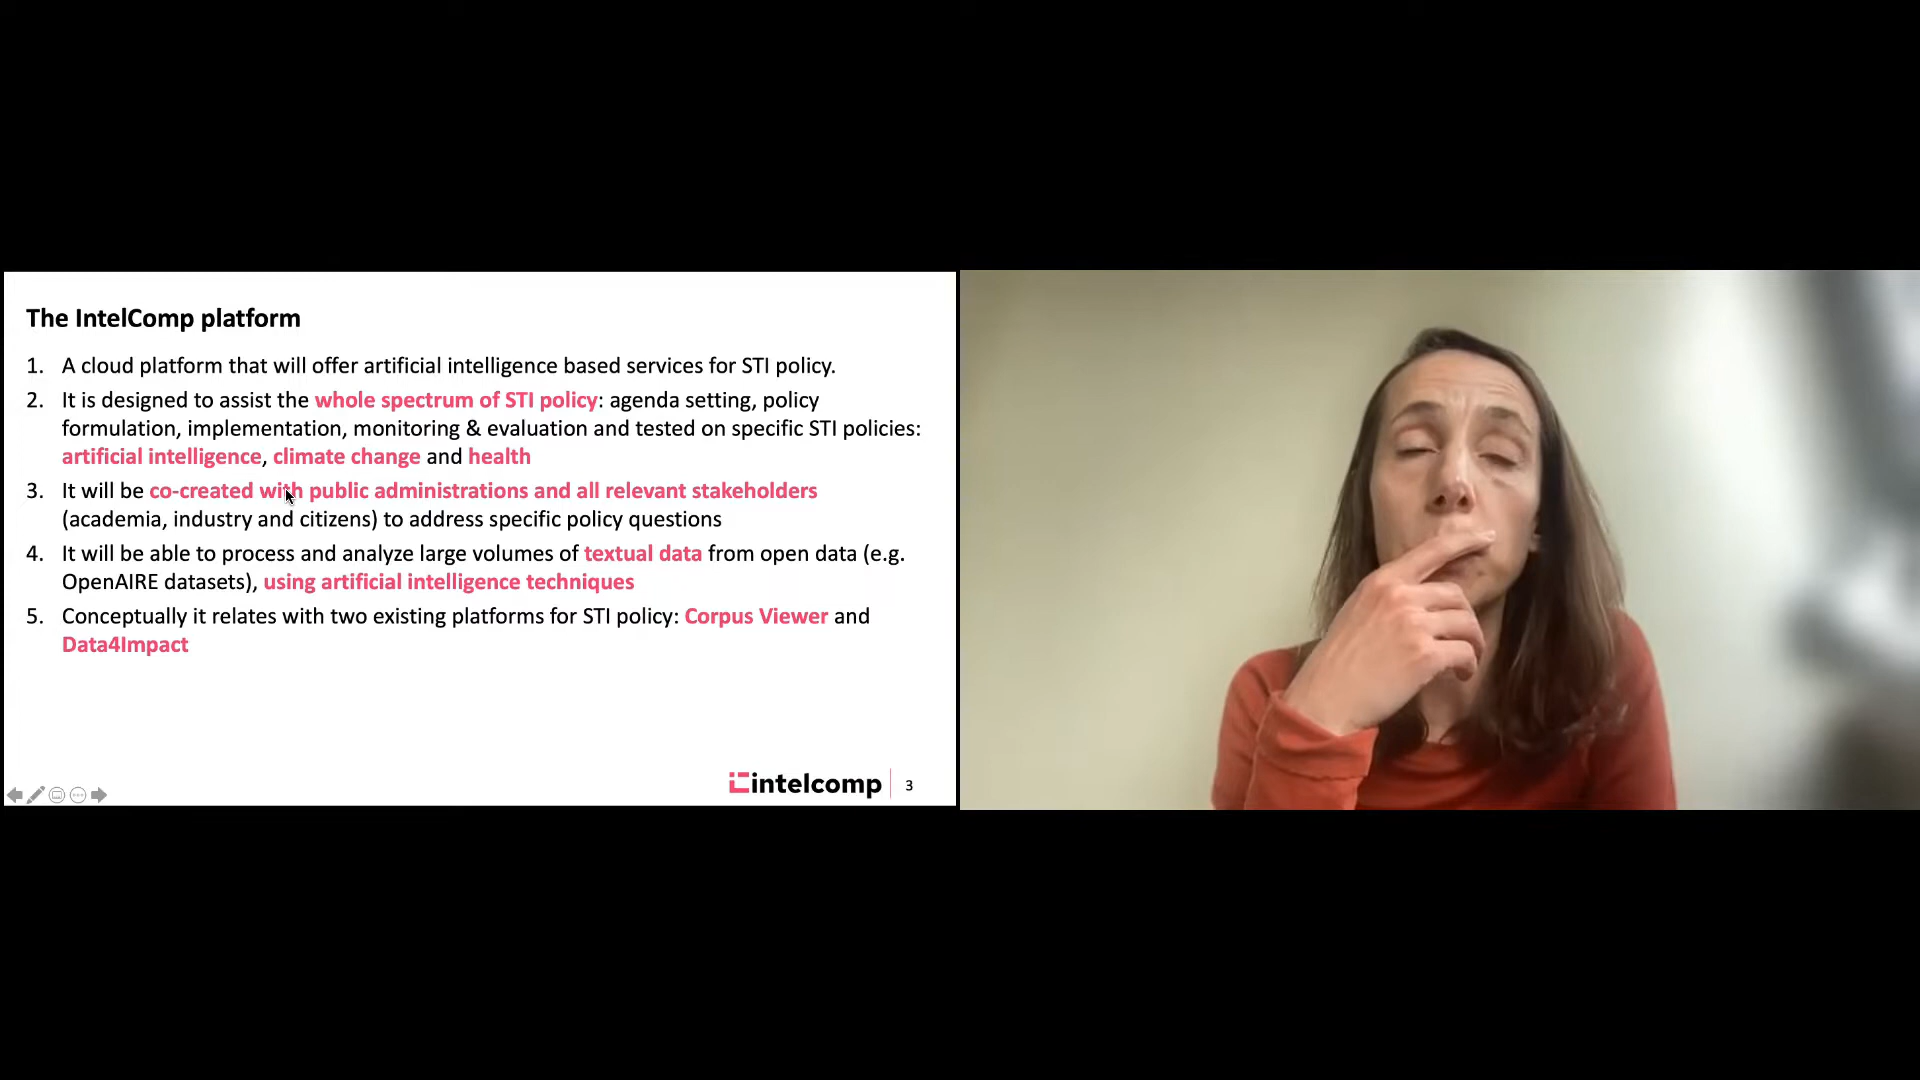 The IntelComp platform
1. A cloud platform that will offer artificial intelligence based services for STI policy.
2. It is designed to assist the whole spectrum of STI policy: agenda setting, policy
formulation, implementation, monitoring & evaluation and tested on specific STI policies:
artificial intelligence, climate change and health
3. It will be co-created with public administrations and all relevant stakeholders
(academia, industry and citizens) to address specific policy questions
4. It will be able to process and analyze large volumes of textual data from open data (e.g.
OpenAIRE datasets), using artificial intelligence techniques
5. Conceptually it relates with two existing platforms for STI policy: Corpus Viewer and
Data4Impact
intelcomp
3